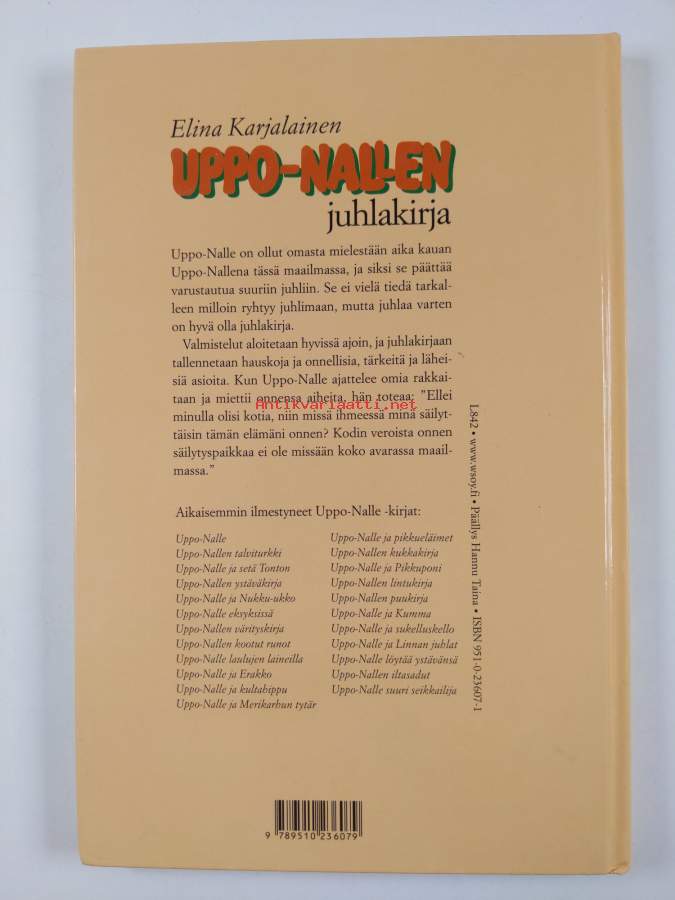 Elina Karjalainen
UPPO-NALLEN
juhlakirja
Uppo-Nalle on ollut omasta mielestään aika kauan
Uppo-Nallena tässä maailmassa, ja siksi se päättää
varustautua suuriin juhliin. Se ei vielä tiedä tarkal-
leen milloin ryhtyy juhlimaan, mutta juhlaa varten
on hyvä olla juhlakirja.
Valmistelut aloitetaan hyvissä ajoin, ja juhlakirjaan
tallennetaan hauskoja ja onnellisia, tärkeitä ja lähei-
siä asioita. Kun Uppo-Nalle ajattelee omia rakkai-
taan ja miettii onnensa aiheita, hän toteaa: ”Ellei
Antikvariaatti.net
minulla olisi kotia, niin missä ihmeessä minä säilyt-
täisin tämän elämäni onnen? Kodin veroista onnen
säilytyspaikkaa ei ole missään koko avarassa maail-
massa.”
Aikaisemmin ilmestyneet Uppo-Nalle -kirjat:
Uppo-Nalle
Uppo-Nallen talviturkki
Uppo-Nalle ja setä Tonton
Uppo-Nallen ystäväkirja
Uppo-Nalle ja Nukku-ukko
Uppo-Nalle eksyksissä
Uppo-Nallen värityskirja
Uppo-Nallen kootut runot
Uppo-Nalle laulujen laineilla
Uppo-Nalle ja Erakko
Uppo-Nalle ja kultahippu
Uppo-Nalle ja Merikarhun tytär
Uppo-Nalle ja pikkueläimet
Uppo-Nallen kukkakirja
Uppo-Nalle ja Pikkuponi
Uppo-Nallen lintukirja
Uppo-Nallen puukirja
Uppo-Nalle ja Kumma
Uppo-Nalle ja sukelluskello
Uppo-Nalle ja Linnan juhlat
Uppo-Nalle löytää ystävänsä
Uppo-Nallen iltasadut
Uppo-Nalle suuri seikkailija
L842 • www.wsoy.fi • Päällys Hannu Taina • ISBN 951-0-23607-1
9 789510 236079